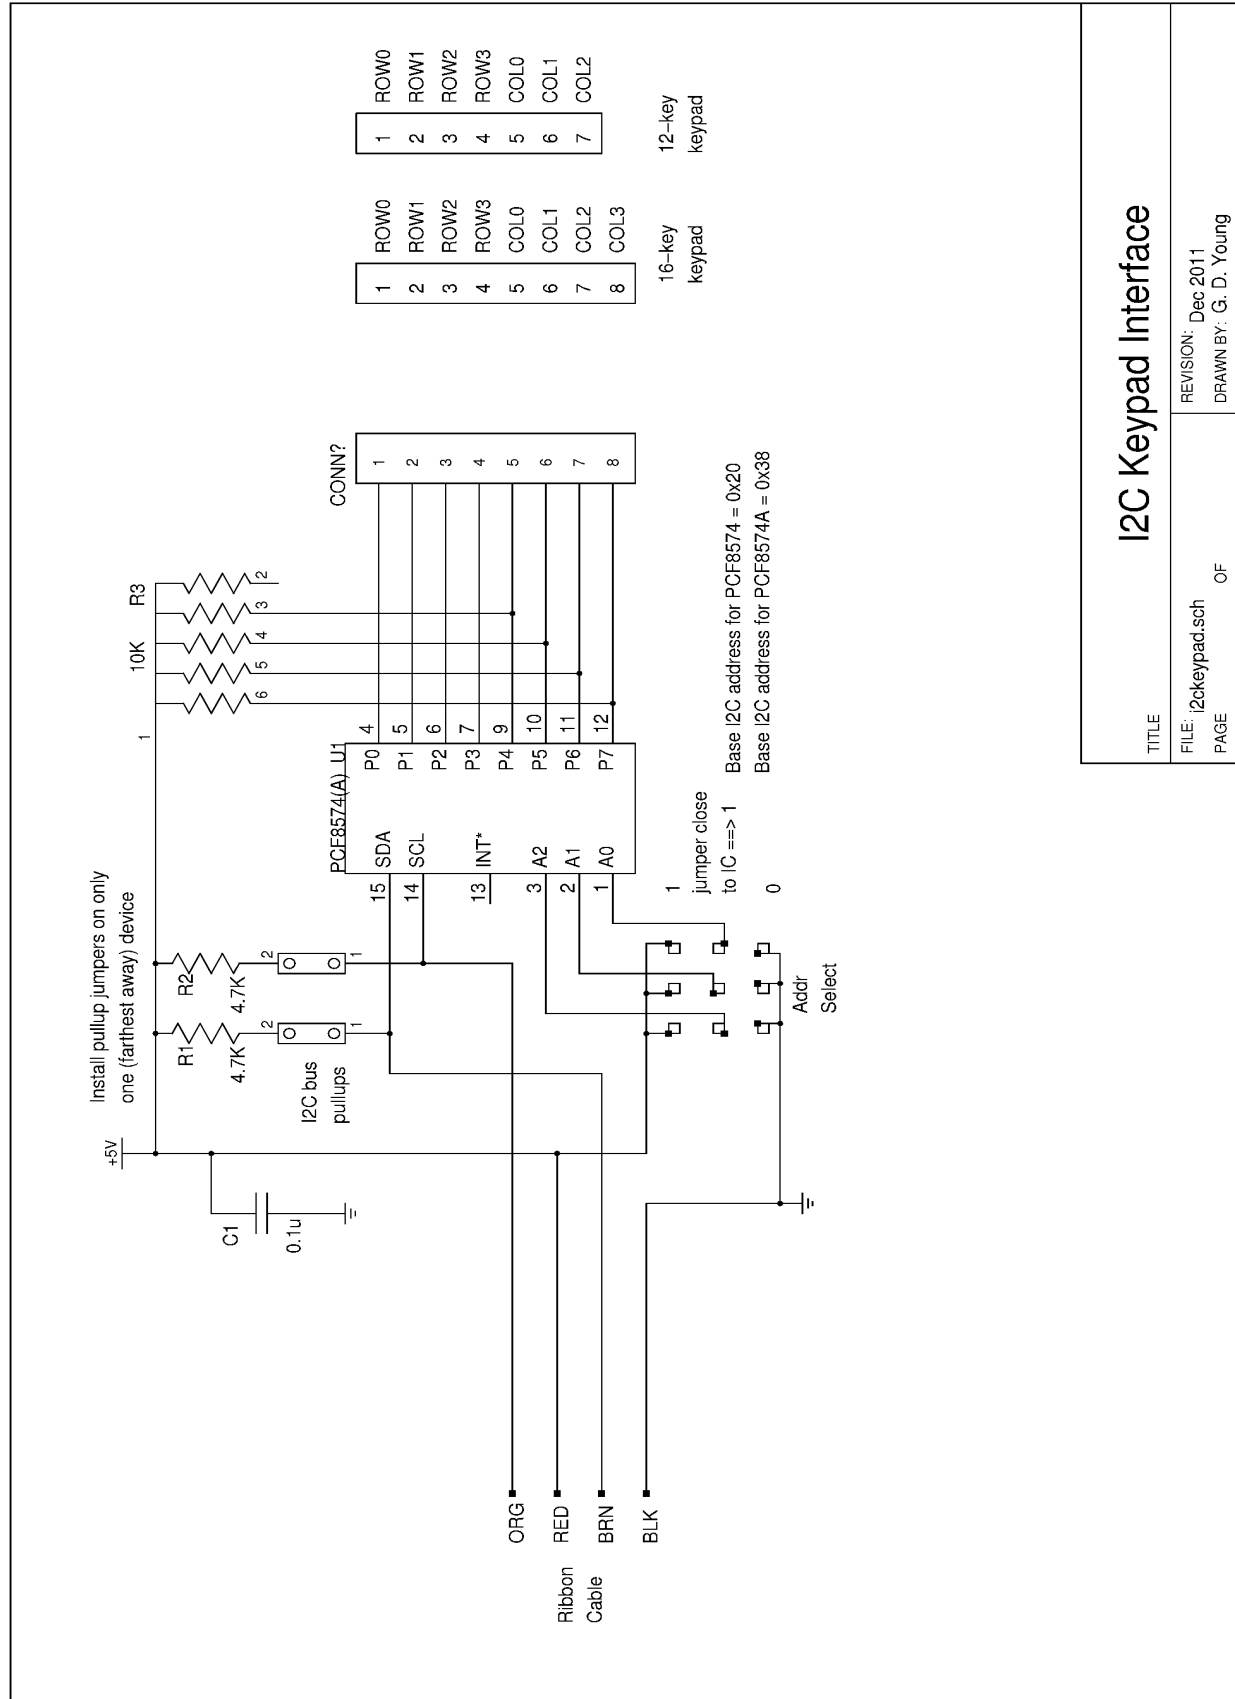 Install pullup jumpers on only
one (farthest away) device
+5V
R1
4.7K
R2
4.7K
2
1
2
1
I2C bus
pullups
C1
0.1u
1
10K
R3
6
5
4
3
2
PCF8574(A) U1
15 SDA
14 SCL
13 INT*
3 A2
2 A1
1 A0
P0 4
P1 5
P2 6
P3 7
P4 9
P5 10
P6 11
P7 12
CONN?
1
2
3
4
5
6
7
8
1 ROW0
2 ROW1
3 ROW2
4 ROW3
5 COL0
6 COL1
7 COL2
8 COL3
16-key
keypad
1 ROW0
2 ROW1
3 ROW2
4 ROW3
5 COL0
6 COL1
7 COL2
12-key
keypad
ORG
RED
BRN
BLK
Ribbon
Cable
1
jumper close
to IC ==> 1
0
Addr
Select
Base I2C address for PCF8574 = 0x20
Base I2C address for PCF8574A = 0x38
I2C Keypad Interface
TITLE
FILE: i2ckeypad.sch
REVISION: Dec 2011
PAGE OF
DRAWN BY: G. D. Young